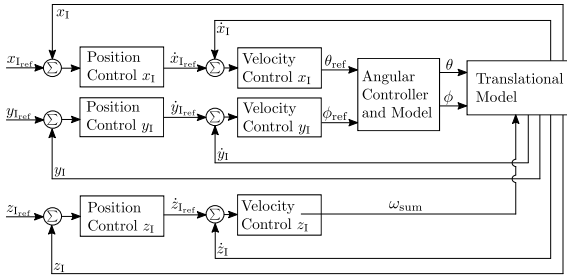 x_I
ẋ_I
x_I_ref Σ Position Control x_I ẋ_I_ref Σ Velocity Control x_I θ_ref
Angular Controller and Model
θ
ϕ
Translational Model
y_I_ref Σ Position Control y_I ẏ_I_ref Σ Velocity Control y_I ϕ_ref
ẏ_I
y_I
z_I_ref Σ Position Control z_I ż_I_ref Σ Velocity Control z_I ω_sum
ż_I
z_I